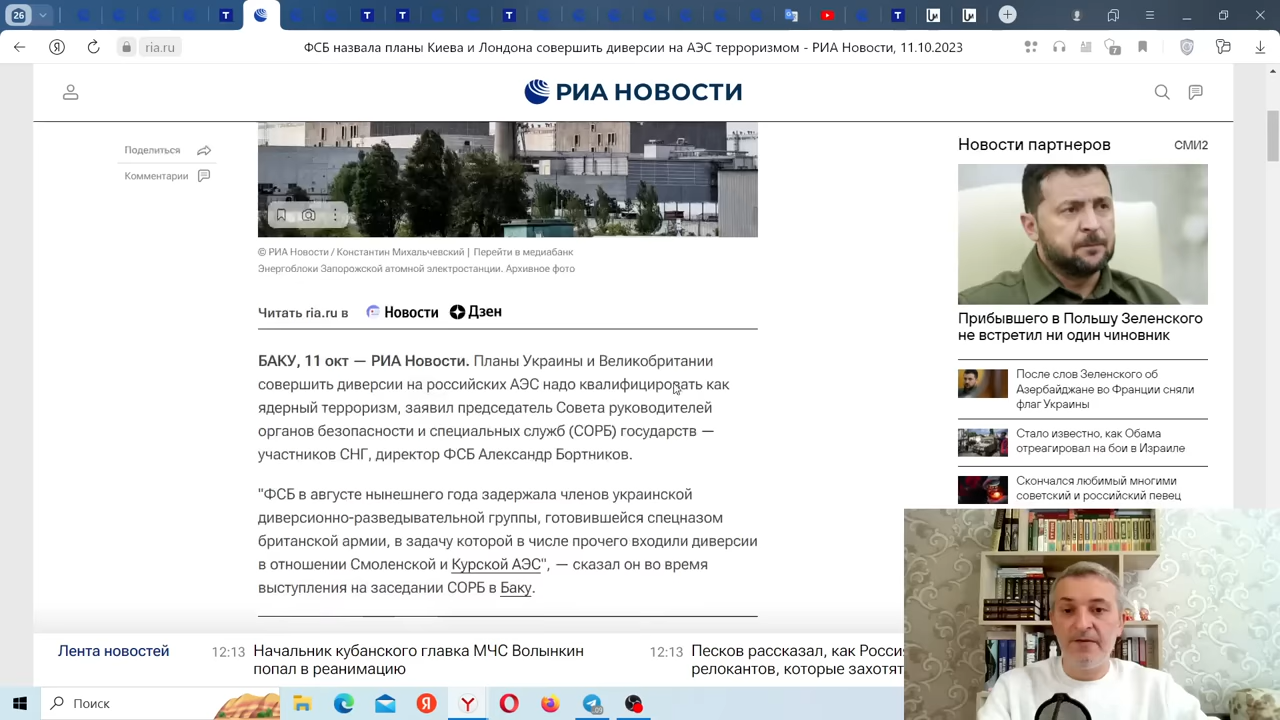 26
ria.ru
ФСБ назвала планы Киева и Лондона совершить диверсии на АЭС терроризмом - РИА Новости, 11.10.2023
7
РИА НОВОСТИ
Поделиться
Комментарии
© РИА Новости / Константин Михальчевский | Перейти в медиабанк
Энергоблоки Запорожской атомной электростанции. Архивное фото
Читать ria.ru в Новости Дзен
БАКУ, 11 окт — РИА Новости. Планы Украины и Великобритании
совершить диверсии на российских АЭС надо квалифицировать как
ядерный терроризм, заявил председатель Совета руководителей
органов безопасности и специальных служб (СОРБ) государств —
участников СНГ, директор ФСБ Александр Бортников.
"ФСБ в августе нынешнего года задержала членов украинской
диверсионно-разведывательной группы, готовившейся спецназом
британской армии, в задачу которой в числе прочего входили диверсии
в отношении Смоленской и Курской АЭС", — сказал он во время
выступления на заседании СОРБ в Баку.
Новости партнеров СМИ2
Прибывшего в Польшу Зеленского
не встретил ни один чиновник
После слов Зеленского об
Азербайджане во Франции сняли
флаг Украины
Стало известно, как Обама
отреагировал на бои в Израиле
Скончался любимый многими
советский и российский певец
Лента новостей
12:13 Начальник кубанского главка МЧС Волынкин
попал в реанимацию
12:13 Песков рассказал, как Росси
релокантов, которые захотят
Поиск